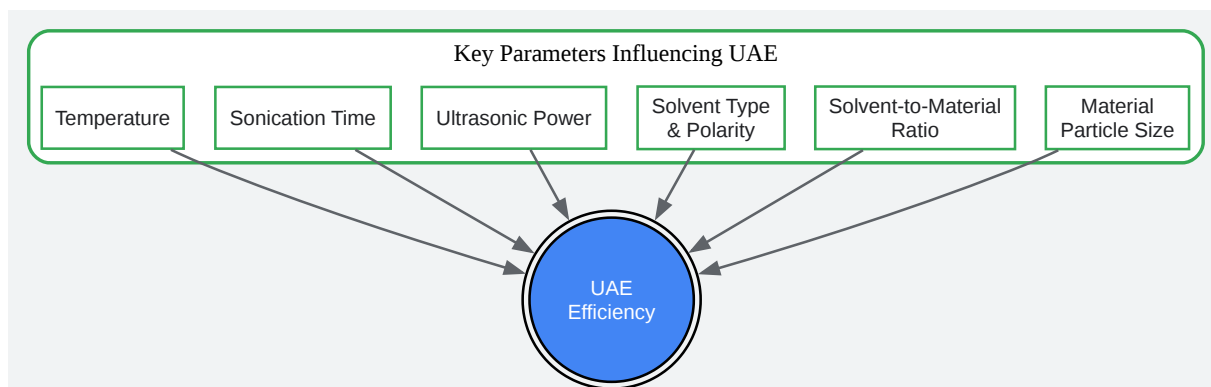 Key Parameters Influencing UAE
Temperature
Sonication Time
Ultrasonic Power
Solvent Type
& Polarity
Solvent-to-Material
Ratio
Material
Particle Size
UAE
Efficiency